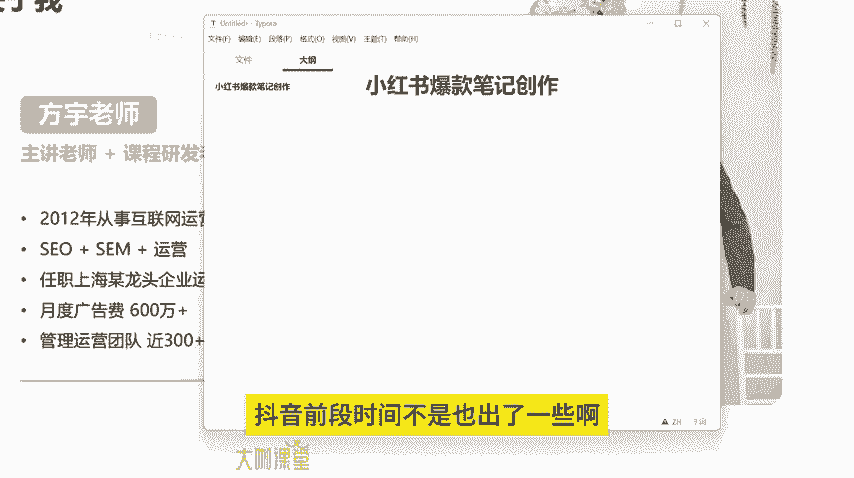 Untitled - Typora
文件(F) 编辑(E) 段落(P) 格式(O) 视图(V) 主题(T) 帮助(H)
文件 大纲
小红书爆款笔记创作
小红书爆款笔记创作
方宇老师
主讲老师 + 课程研发
• 2012年从事互联网运营
• SEO + SEM + 运营
• 任职上海某龙头企业运
• 月度广告费 600万+
• 管理运营团队 近300+
抖音前段时间不是也出了一些啊
ZH
大咖课堂